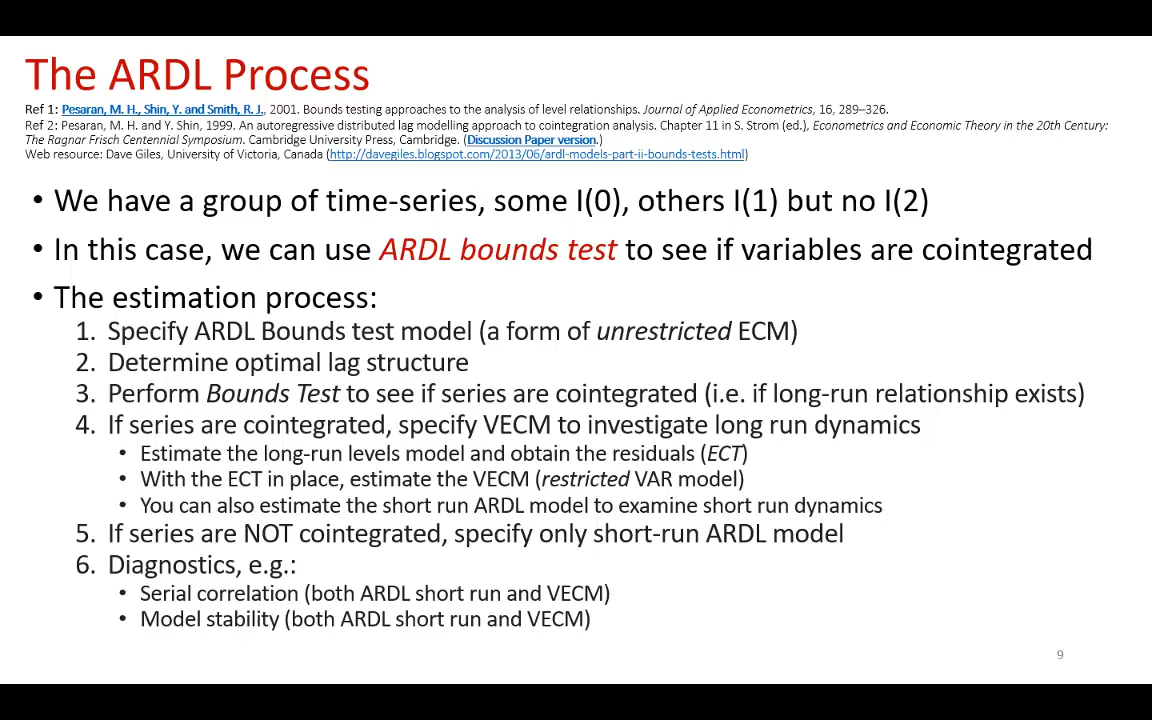 The ARDL Process
Ref 1: Pesaran, M. H., Shin, Y. and Smith, R. J., 2001. Bounds testing approaches to the analysis of level relationships. Journal of Applied Econometrics, 16, 289–326.
Ref 2: Pesaran, M. H. and Y. Shin, 1999. An autoregressive distributed lag modelling approach to cointegration analysis. Chapter 11 in S. Strom (ed.), Econometrics and Economic Theory in the 20th Century:
The Ragnar Frisch Centennial Symposium. Cambridge University Press, Cambridge. (Discussion Paper version.)
Web resource: Dave Giles, University of Victoria, Canada (http://davegiles.blogspot.com/2013/06/ardl-models-part-ii-bounds-tests.html)
• We have a group of time-series, some I(0), others I(1) but no I(2)
• In this case, we can use ARDL bounds test to see if variables are cointegrated
• The estimation process:
1. Specify ARDL Bounds test model (a form of unrestricted ECM)
2. Determine optimal lag structure
3. Perform Bounds Test to see if series are cointegrated (i.e. if long-run relationship exists)
4. If series are cointegrated, specify VECM to investigate long run dynamics
• Estimate the long-run levels model and obtain the residuals (ECT)
• With the ECT in place, estimate the VECM (restricted VAR model)
• You can also estimate the short run ARDL model to examine short run dynamics
5. If series are NOT cointegrated, specify only short-run ARDL model
6. Diagnostics, e.g.:
• Serial correlation (both ARDL short run and VECM)
• Model stability (both ARDL short run and VECM)
9